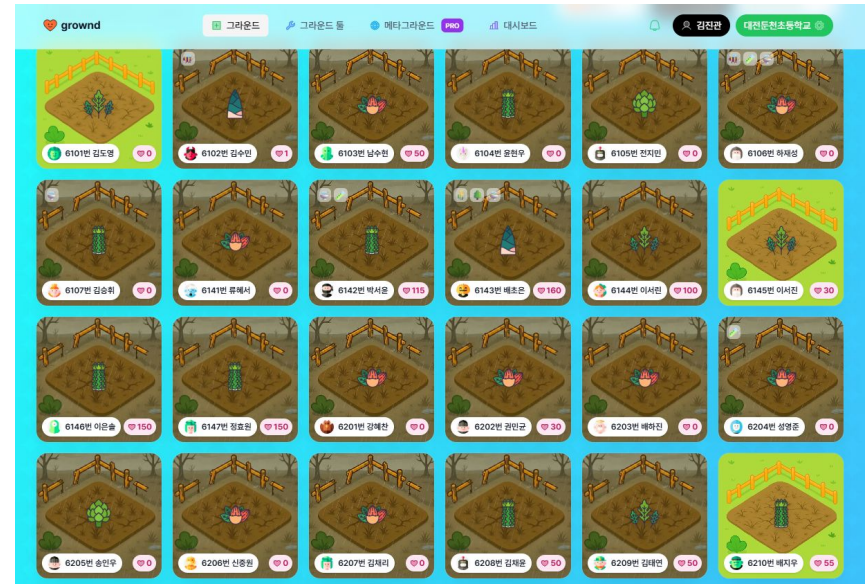 grownd
그라운드
그라운드 툴
메타그라운드 PRO
대시보드
김진관
대전둔천초등학교
6101번 김도영 0
6102번 김수민 1
6103번 남수현 50
6104번 윤현우 0
6105번 전지민 0
6106번 하재성 0
6107번 김승휘 0
6141번 류혜서 0
6142번 박서윤 115
6143번 배초은 160
6144번 이서린 100
6145번 이서진 30
6146번 이은솔 150
6147번 정효원 150
6201번 강혜찬 0
6202번 권민균 30
6203번 배하진 0
6204번 성영준 0
6205번 송인우 0
6206번 신중원 0
6207번 김채리 0
6208번 김채윤 50
6209번 김태연 50
6210번 배지우 55